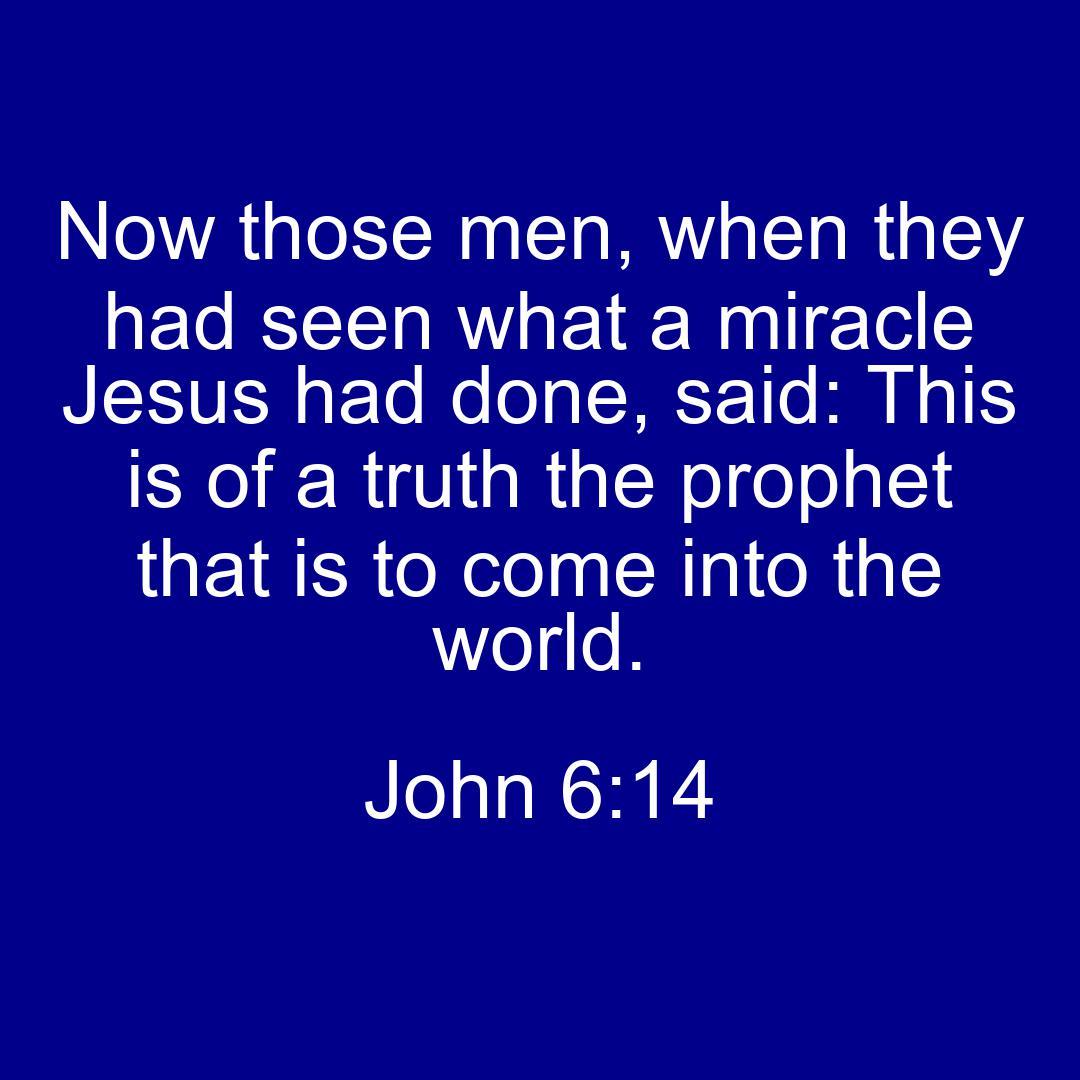 Now those men, when they
had seen what a miracle
Jesus had done, said: This
is of a truth the prophet
that is to come into the
world.
John 6:14